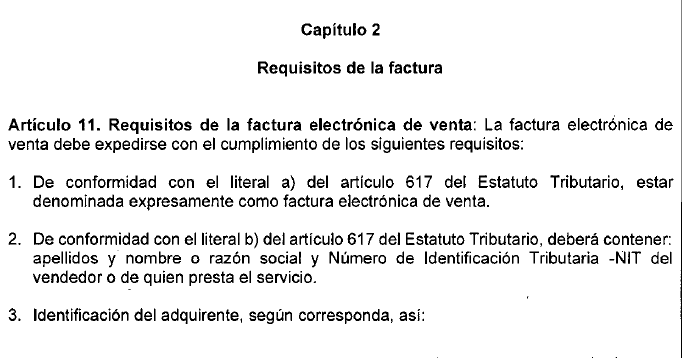 Capítulo 2
Requisitos de la factura
Artículo 11. Requisitos de la factura electrónica de venta: La factura electrónica de
venta debe expedirse con el cumplimiento de los siguientes requisitos:
1. De conformidad con el literal a) del artículo 617 del Estatuto Tributario, estar
denominada expresamente como factura electrónica de venta.
2. De conformidad con el literal b) del artículo 617 del Estatuto Tributario, deberá contener:
apellidos y nombre o razón social y Número de Identificación Tributaria -NIT del
vendedor o de quien presta el servicio.
3. Identificación del adquirente, según corresponda, así: